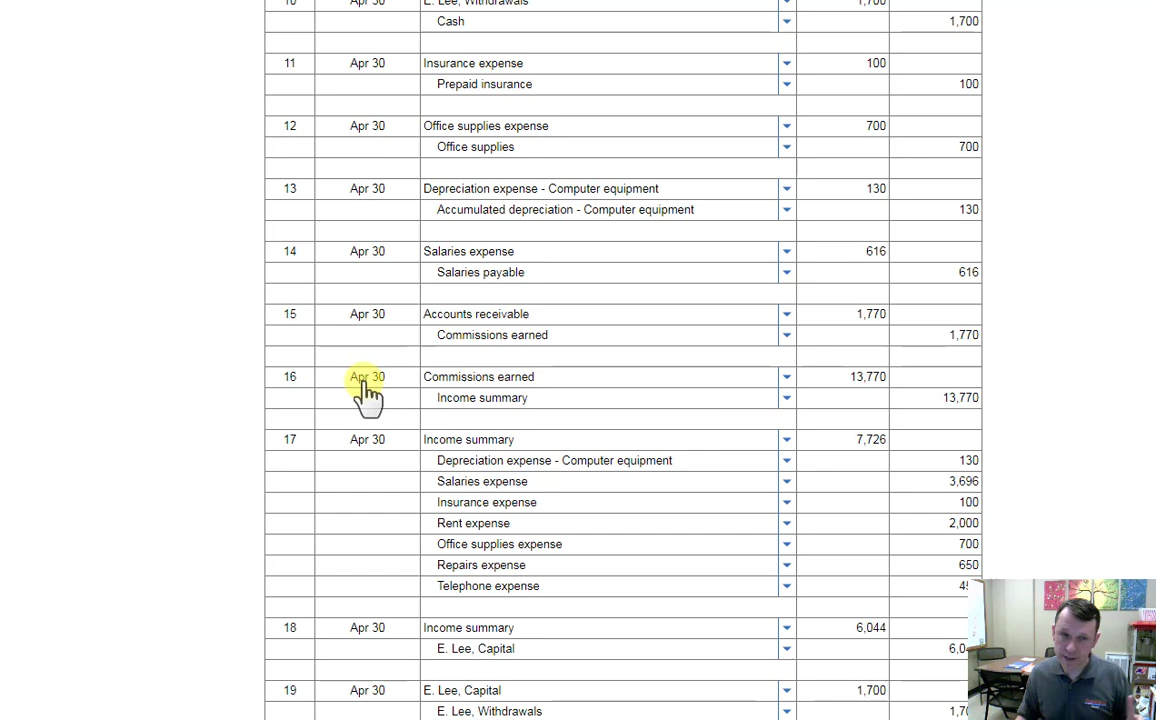 10 Apr 30 E. Lee, Withdrawals 1,700
Cash 1,700
11 Apr 30 Insurance expense 100
Prepaid insurance 100
12 Apr 30 Office supplies expense 700
Office supplies 700
13 Apr 30 Depreciation expense - Computer equipment 130
Accumulated depreciation - Computer equipment 130
14 Apr 30 Salaries expense 616
Salaries payable 616
15 Apr 30 Accounts receivable 1,770
Commissions earned 1,770
16 Apr 30 Commissions earned 13,770
Income summary 13,770
17 Apr 30 Income summary 7,726
Depreciation expense - Computer equipment 130
Salaries expense 3,696
Insurance expense 100
Rent expense 2,000
Office supplies expense 700
Repairs expense 650
Telephone expense
18 Apr 30 Income summary 6,044
E. Lee, Capital
19 Apr 30 E. Lee, Capital 1,700
E. Lee, Withdrawals